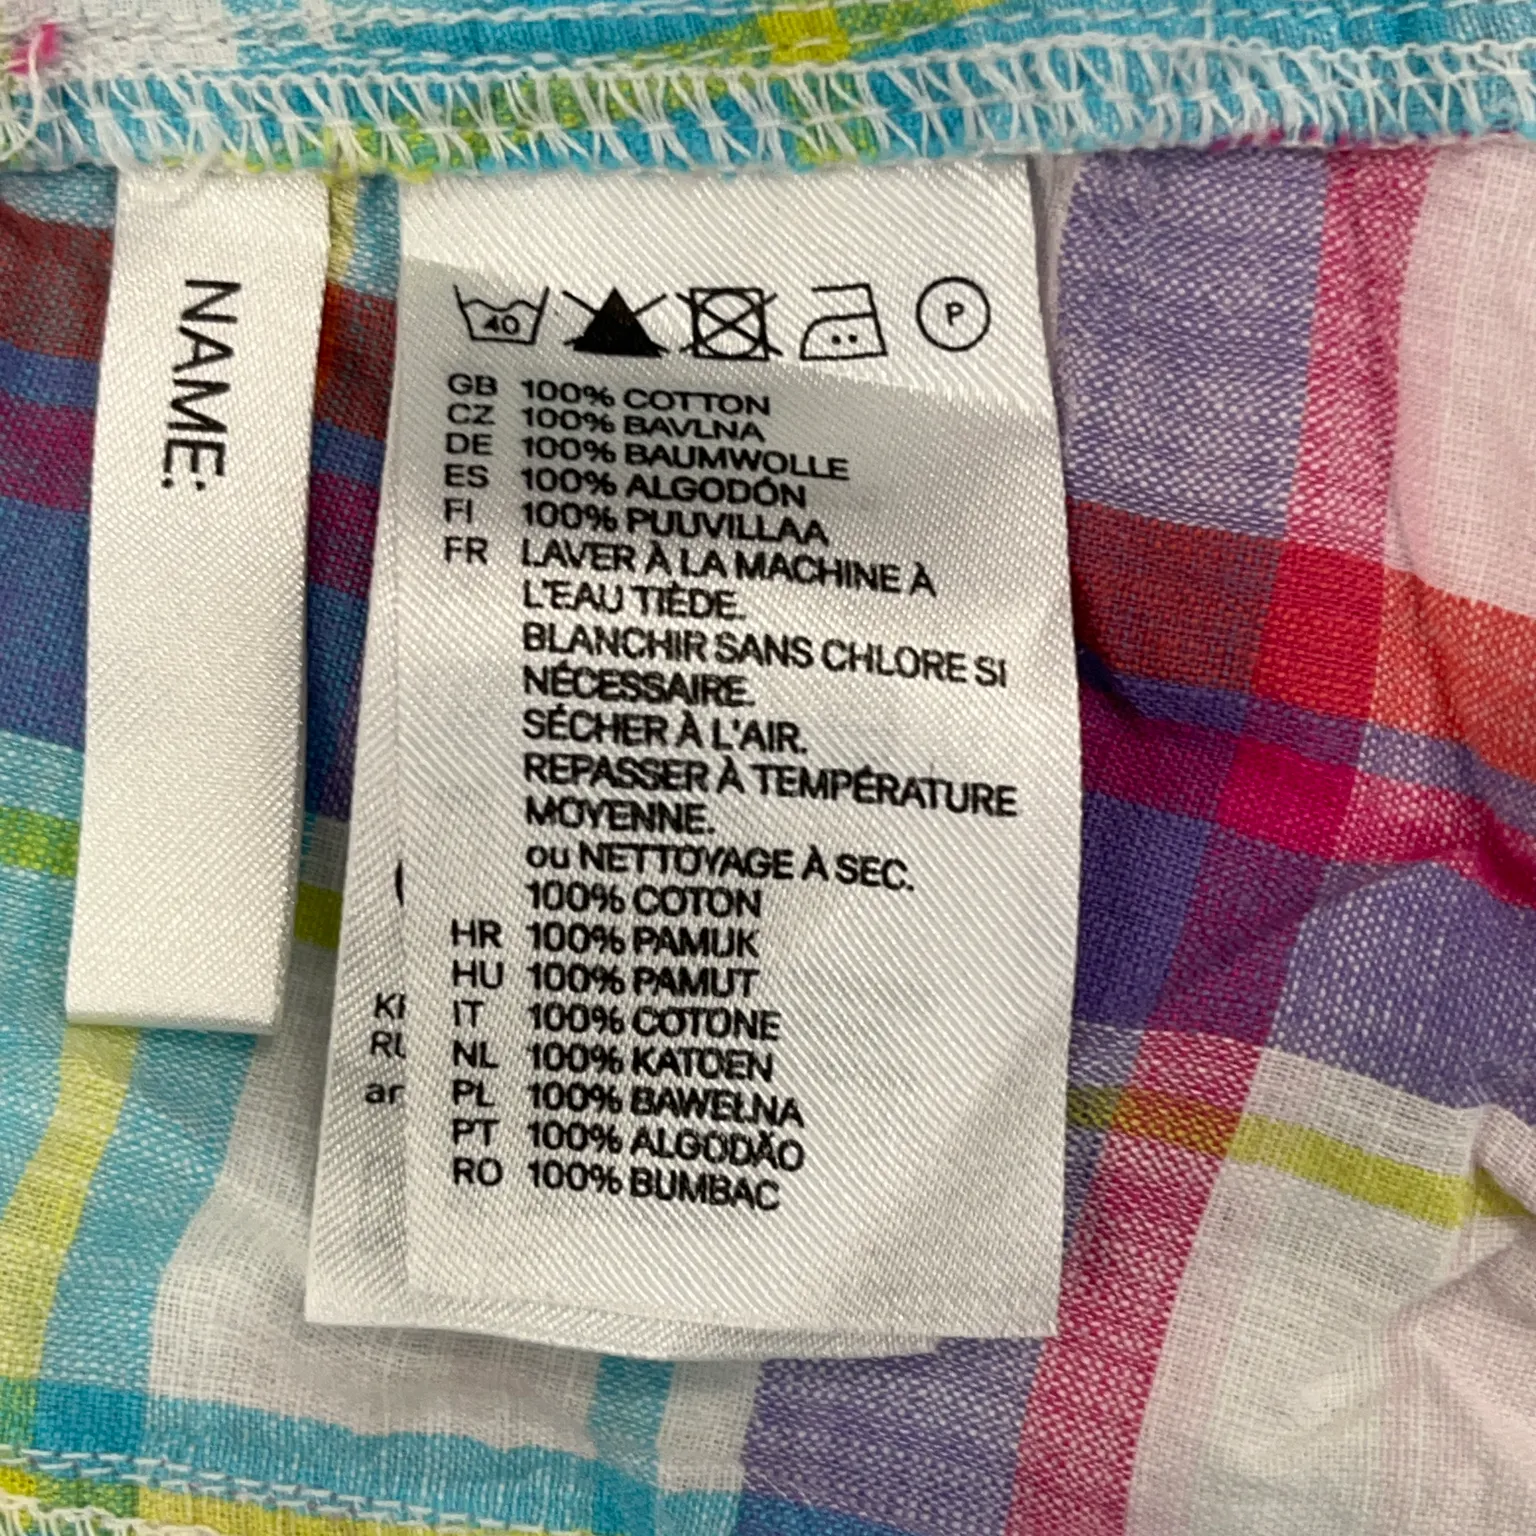 NAME:
40
P
GB 100% COTTON
CZ 100% BAVLNA
DE 100% BAUMWOLLE
ES 100% ALGODÓN
FI 100% PUUVILLAA
FR LAVER À LA MACHINE À
L'EAU TIÈDE.
BLANCHIR SANS CHLORE SI
NÉCESSAIRE.
SÉCHER À L'AIR.
REPASSER À TEMPÉRATURE
MOYENNE.
ou NETTOYAGE À SEC.
100% COTON
HR 100% PAMUK
HU 100% PAMUT
IT 100% COTONE
NL 100% KATOEN
PL 100% BAWEŁNA
PT 100% ALGODÃO
RO 100% BUMBAC